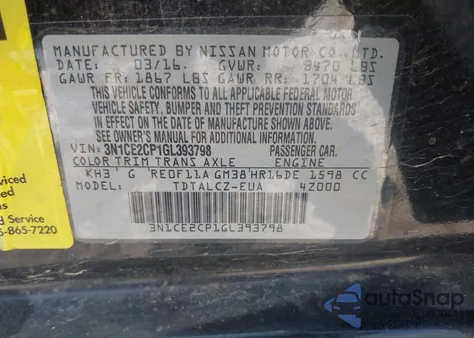 MANUFACTURED BY NISSAN MOTOR CO., LTD.
DATE: 03/16. GVWR: 3470 LBS
GAWR FR: 1867 LBS GAWR RR: 1704 LBS
THIS VEHICLE CONFORMS TO ALL APPLICABLE FEDERAL MOTOR
VEHICLE SAFETY, BUMPER AND THEFT PREVENTION STANDARDS
IN EFFECT ON THE DATE OF MANUFACTURE SHOWN ABOVE.
SEE OWNER'S MANUAL FOR ADDITIONAL INFORMATION.
VIN: 3N1CE2CP1GL393798 PASSENGER CAR
COLOR TRIM TRANS AXLE ENGINE
KH3 G RE0F11A GM38 HR16DE 1598 CC
MODEL: TDTALCZ-EUA 4Z000
3N1CE2CP1GL393798
d Service
5-865-7220
autoSnap